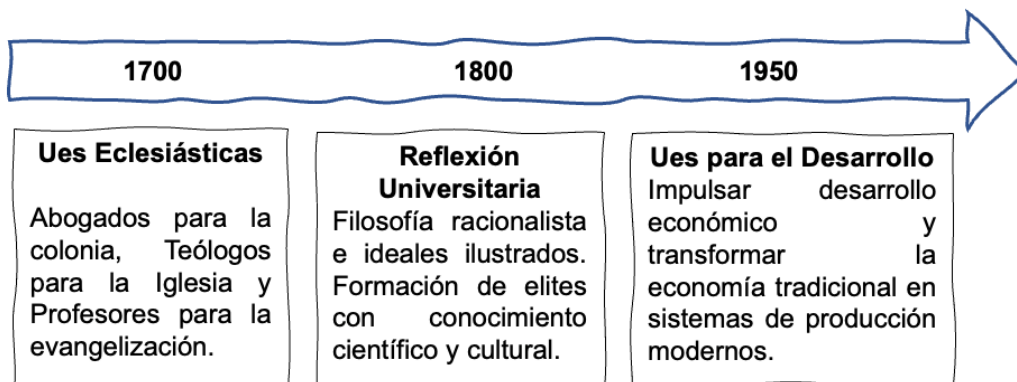 1700
1800
1950
Ues Eclesiásticas
Abogados para la
colonia, Teólogos
para la Iglesia y
Profesores para la
evangelización.
Reflexión
Universitaria
Filosofía racionalista
e ideales ilustrados.
Formación de elites
con conocimiento
científico y cultural.
Ues para el Desarrollo
Impulsar desarrollo
económico y
transformar la
economía tradicional en
sistemas de producción
modernos.